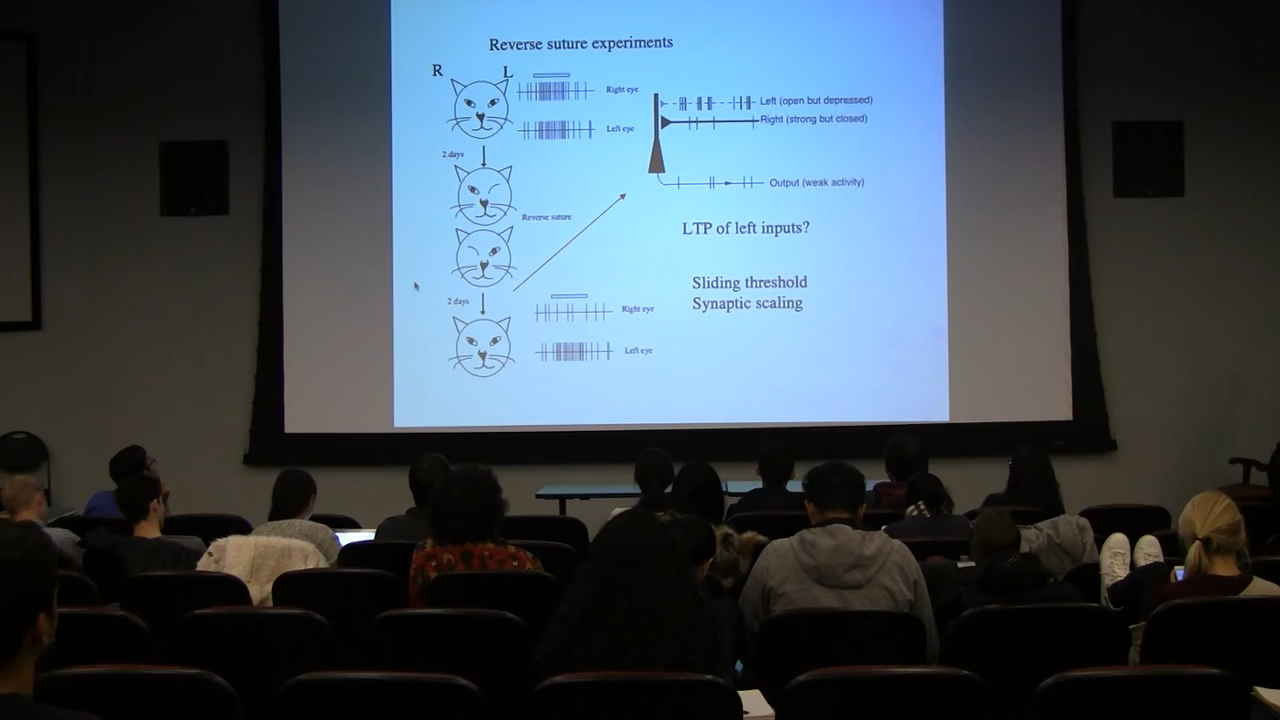 Reverse suture experiments
R
L
Right eye
Left eye
2 days
Reverse suture
2 days
Right eye
Left eye
Left (open but depressed)
Right (strong but closed)
Output (weak activity)
LTP of left inputs?
Sliding threshold
Synaptic scaling